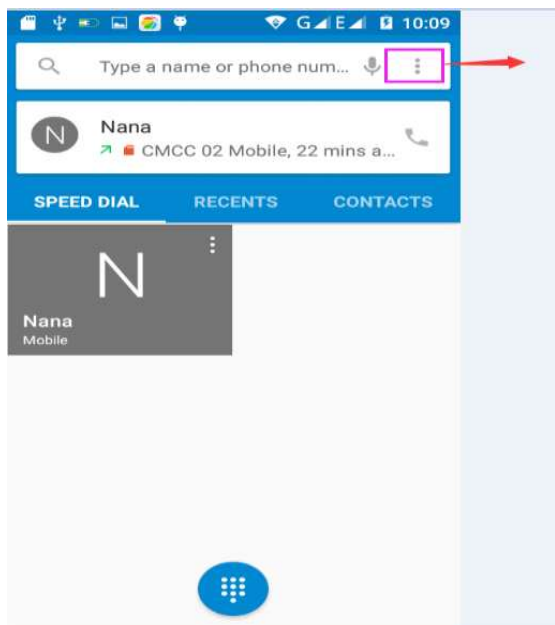 G E 10:09
Type a name or phone num...
N
Nana
CMCC 02 Mobile, 22 mins a...
SPEED DIAL RECENTS CONTACTS
N
Nana
Mobile